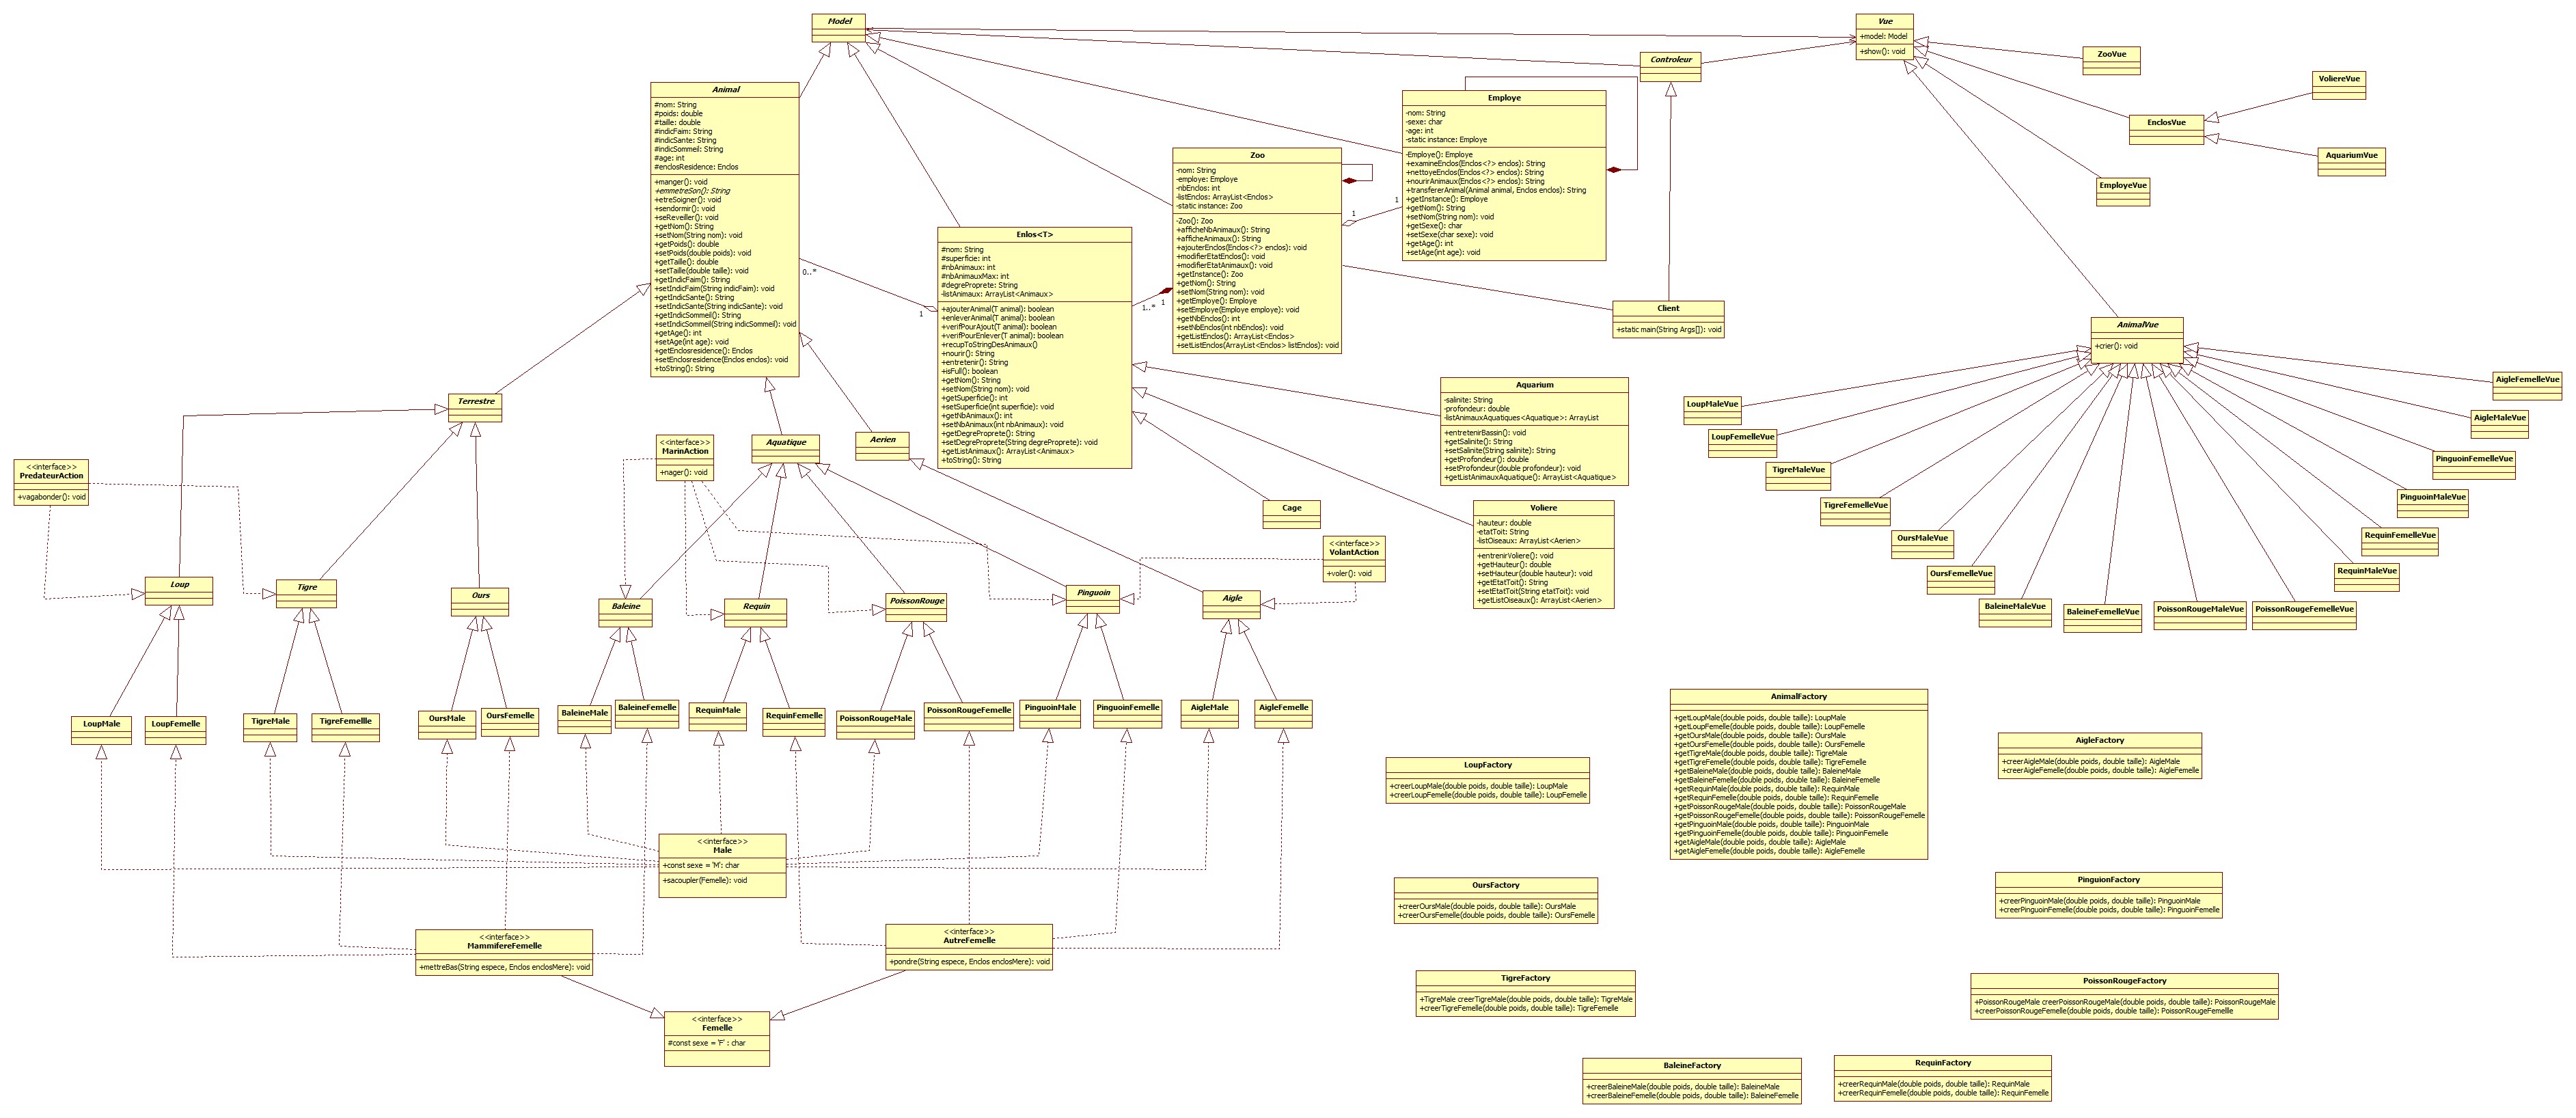 Model
Vue
+model: Model
+show(): void
Controleur
ZooVue
VoliereVue
EnclosVue
AquariumVue
EmployeVue
Animal
#nom: String
#poids: double
#taille: double
#indicFaim: String
#indicSante: String
#indicSommeil: String
#age: int
#enclosResidence: Enclos
+manger(): void
+emmetreSon(): String
+etreSoigner(): void
+sendormir(): void
+seReveiller(): void
+getNom(): String
+setNom(String nom): void
+getPoids(): double
+setPoids(double poids): void
+getTaille(): double
+setTaille(double taille): void
+getIndicFaim(): String
+setIndicFaim(String indicFaim): void
+getIndicSante(): String
+setIndicSante(String indicSante): void
+getIndicSommeil(): String
+setIndicSommeil(String indicSommeil): void
+getAge(): int
+setAge(int age): void
+getEnclosresidence(): Enclos
+setEnclosresidence(Enclos enclos): void
+toString(): String
Employe
-nom: String
-sexe: char
-age: int
-static instance: Employe
-Employe(): Employe
+examineEnclos(Enclos<?> enclos): String
+nettoyeEnclos(Enclos<?> enclos): String
+nourirAnimaux(Enclos<?> enclos): String
+transfererAnimal(Animal animal, Enclos enclos): String
+getInstance(): Employe
+getNom(): String
+setNom(String nom): void
+getSexe(): char
+setSexe(char sexe): void
+getAge(): int
+setAge(int age): void
Zoo
-nom: String
-employe: Employe
-nbEnclos: int
-listEnclos: ArrayList<Enclos>
-static instance: Zoo
-Zoo(): Zoo
+afficheNbAnimaux(): String
+afficheAnimaux(): String
+ajouterEnclos(Enclos<?> enclos): void
+modifierEtatEnclos(): void
+modifierEtatAnimaux(): void
+getInstance(): Zoo
+getNom(): String
+setNom(String nom): void
+getEmploye(): Employe
+setEmploye(Employe employe): void
+getNbEnclos(): int
+setNbEnclos(int nbEnclos): void
+getListEnclos(): ArrayList<Enclos>
+setListEnclos(ArrayList<Enclos> listEnclos): void
1
1
1
1..*
0..*
1
Enlos<T>
#nom: String
#superficie: int
#nbAnimaux: int
#nbAnimauxMax: int
#degreProprete: String
-listAnimaux: ArrayList<Animaux>
+ajouterAnimal(T animal): boolean
+enleverAnimal(T animal): boolean
+verifPourAjout(T animal): boolean
+verifPourEnlever(T animal): boolean
+recupToStringDesAnimaux()
+nourir(): String
+entretenir(): String
+isFull(): boolean
+getNom(): String
+setNom(String nom): void
+getSuperficie(): int
+setSuperficie(int superficie): void
+getNbAnimaux(): int
+setNbAnimaux(int nbAnimaux): void
+getDegreProprete(): String
+setDegreProprete(String degreProprete): void
+getListAnimaux(): ArrayList<Animaux>
+toString(): String
Client
+static main(String Args[]): void
AnimalVue
+crier(): void
Aquarium
-salinite: String
-profondeur: double
-listAnimauxAquatiques<Aquatique>: ArrayList
+entretenirBassin(): void
+getSalinite(): String
+setSalinite(String salinite): String
+getProfondeur(): double
+setProfondeur(double profondeur): void
+getListAnimauxAquatique(): ArrayList<Aquatique>
Voliere
-hauteur: double
-etatToit: String
-listOiseaux: ArrayList<Aerien>
+entrenirVoliere(): void
+getHauteur(): double
+setHauteur(double hauteur): void
+getEtatToit(): String
+setEtatToit(String etatToit): void
+getListOiseaux(): ArrayList<Aerien>
Cage
Terrestre
Aquatique
Aerien
<<interface>>
MarinAction
+nager(): void
<<interface>>
PredateurAction
+vagabonder(): void
<<interface>>
VolantAction
+voler(): void
LoupMaleVue
LoupFemelleVue
TigreMaleVue
TigreFemelleVue
OursMaleVue
OursFemelleVue
BaleineMaleVue
BaleineFemelleVue
PoissonRougeMaleVue
PoissonRougeFemelleVue
RequinMaleVue
RequinFemelleVue
PinguoinMaleVue
PinguoinFemelleVue
AigleMaleVue
AigleFemelleVue
Loup
Tigre
Ours
Baleine
Requin
PoissonRouge
Pinguoin
Aigle
LoupMale
LoupFemelle
TigreMale
TigreFemellle
OursMale
OursFemelle
BaleineMale
BaleineFemelle
RequinMale
RequinFemelle
PoissonRougeMale
PoissonRougeFemelle
PinguoinMale
PinguoinFemelle
AigleMale
AigleFemelle
<<interface>>
Male
+const sexe = 'M': char
+sacoupler(Femelle): void
<<interface>>
MammifereFemelle
+mettreBas(String espece, Enclos enclosMere): void
<<interface>>
AutreFemelle
+pondre(String espece, Enclos enclosMere): void
<<interface>>
Femelle
#const sexe = 'F' : char
AnimalFactory
+getLoupMale(double poids, double taille): LoupMale
+getLoupFemelle(double poids, double taille): LoupFemelle
+getOursMale(double poids, double taille): OursMale
+getOursFemelle(double poids, double taille): OursFemelle
+getTigreMale(double poids, double taille): TigreMale
+getTigreFemelle(double poids, double taille): TigreFemelle
+getBaleineMale(double poids, double taille): BaleineMale
+getBaleineFemelle(double poids, double taille): BaleineFemelle
+getRequinMale(double poids, double taille): RequinMale
+getRequinFemelle(double poids, double taille): RequinFemelle
+getPoissonRougeMale(double poids, double taille): PoissonRougeMale
+getPoissonRougeFemelle(double poids, double taille): PoissonRougeFemelle
+getPinguoinMale(double poids, double taille): PinguoinMale
+getPinguoinFemelle(double poids, double taille): PinguoinFemelle
+getAigleMale(double poids, double taille): AigleMale
+getAigleFemelle(double poids, double taille): AigleFemelle
AigleFactory
+creerAigleMale(double poids, double taille): AigleMale
+creerAigleFemelle(double poids, double taille): AigleFemelle
LoupFactory
+creerLoupMale(double poids, double taille): LoupMale
+creerLoupFemelle(double poids, double taille): LoupFemelle
OursFactory
+creerOursMale(double poids, double taille): OursMale
+creerOursFemelle(double poids, double taille): OursFemelle
PinguionFactory
+creerPinguoinMale(double poids, double taille): PinguoinMale
+creerPinguoinFemelle(double poids, double taille): PinguoinFemelle
TigreFactory
+TigreMale creerTigreMale(double poids, double taille): TigreMale
+creerTigreFemelle(double poids, double taille): TigreFemelle
PoissonRougeFactory
+PoissonRougeMale creerPoissonRougeMale(double poids, double taille): PoissonRougeMale
+creerPoissonRougeFemelle(double poids, double taille): PoissonRougeFemellle
BaleineFactory
+creerBaleineMale(double poids, double taille): BaleineMale
+creerBaleineFemelle(double poids, double taille): BaleineFemelle
RequinFactory
+creerRequinMale(double poids, double taille): RequinMale
+creerRequinFemelle(double poids, double taille): RequinFemelle